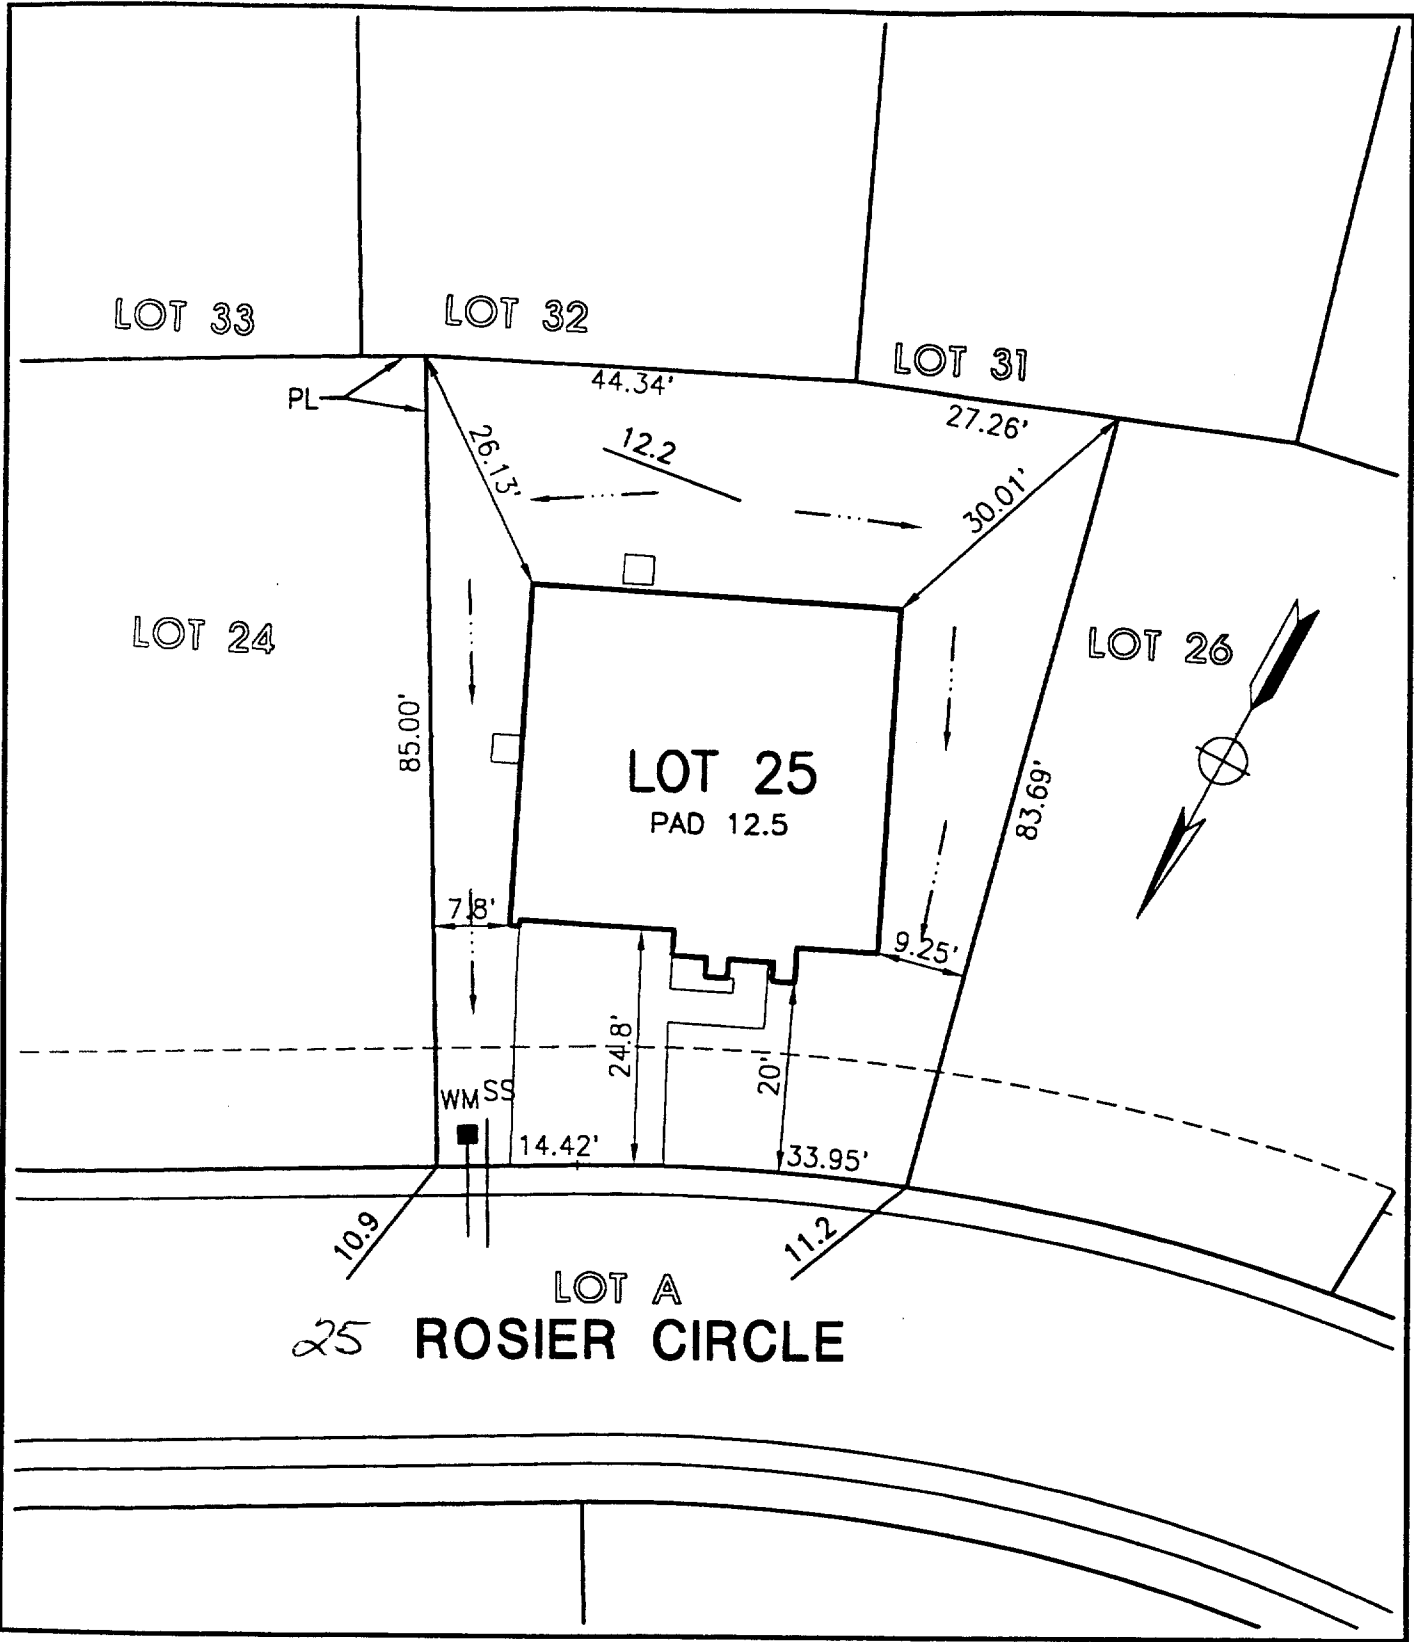 LOT 33
LOT 32
LOT 31
44.34'
27.26'
PL
26.13'
12.2
30.01'
LOT 24
LOT 26
85.00'
LOT 25
PAD 12.5
83.69'
7.8'
9.25'
24.8'
20'
WM SS
14.42'
33.95'
10.9
11.2
LOT A
25 ROSIER CIRCLE